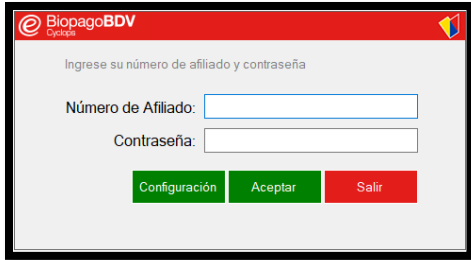 BiopagoBDV
Cyclops
Ingrese su número de afiliado y contraseña
Número de Afiliado:
Contraseña:
Configuración Aceptar Salir